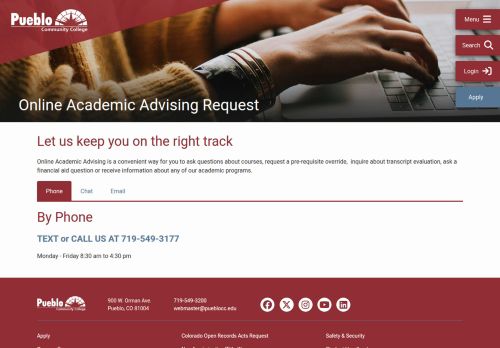 Pueblo
Community College
Menu
Search
Login
Apply
Online Academic Advising Request
Let us keep you on the right track
Online Academic Advising is a convenient way for you to ask questions about courses, request a pre-requisite override, inquire about transcript evaluation, ask a
financial aid question or receive information about any of our academic programs.
Phone
Chat
Email
By Phone
TEXT or CALL US AT 719-549-3177
Monday - Friday 8:30 am to 4:30 pm
Pueblo
Community College
900 W. Orman Ave.
Pueblo, CO 81004
719-549-3200
webmaster@pueblocc.edu
Apply
Colorado Open Records Acts Request
Safety & Security